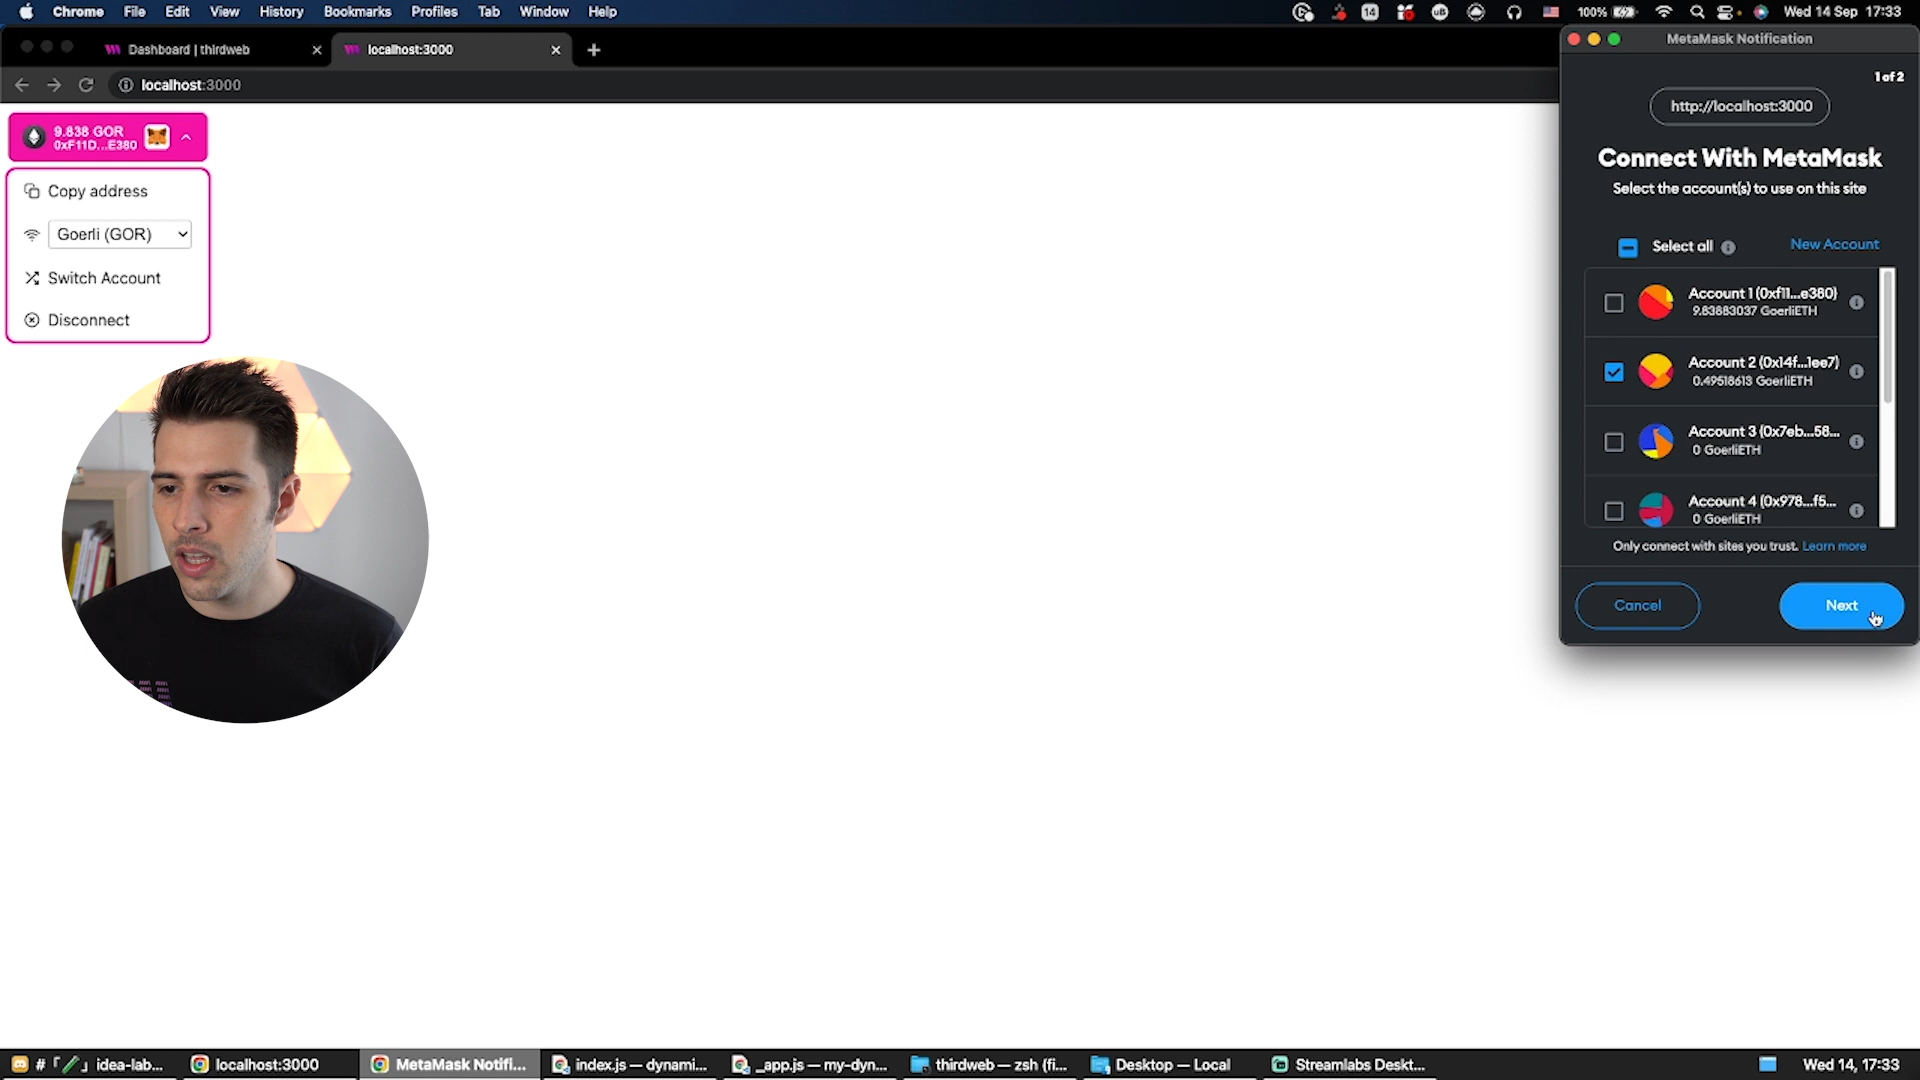 Chrome File Edit View History Bookmarks Profiles Tab Window Help
14
uB
100%
Wed 14 Sep 17:33
Dashboard | thirdweb
localhost:3000
localhost:3000
9.838 GOR
0xF11D...E380
Copy address
Goerli (GOR)
Switch Account
Disconnect
MetaMask Notification
1 of 2
http://localhost:3000
Connect With MetaMask
Select the account(s) to use on this site
Select all
New Account
Account 1 (0xf11...e380)
9.83883037 GoerliETH
Account 2 (0x14f...1ee7)
0.49518613 GoerliETH
Account 3 (0x7eb...58...
0 GoerliETH
Account 4 (0x978...f5...
0 GoerliETH
Only connect with sites you trust. Learn more
Cancel
Next
# 「🧪」idea-lab...
localhost:3000
MetaMask Notifi...
index.js — dynami...
_app.js — my-dyn...
thirdweb — zsh (fi...
Desktop — Local
Streamlabs Deskt...
Wed 14, 17:33